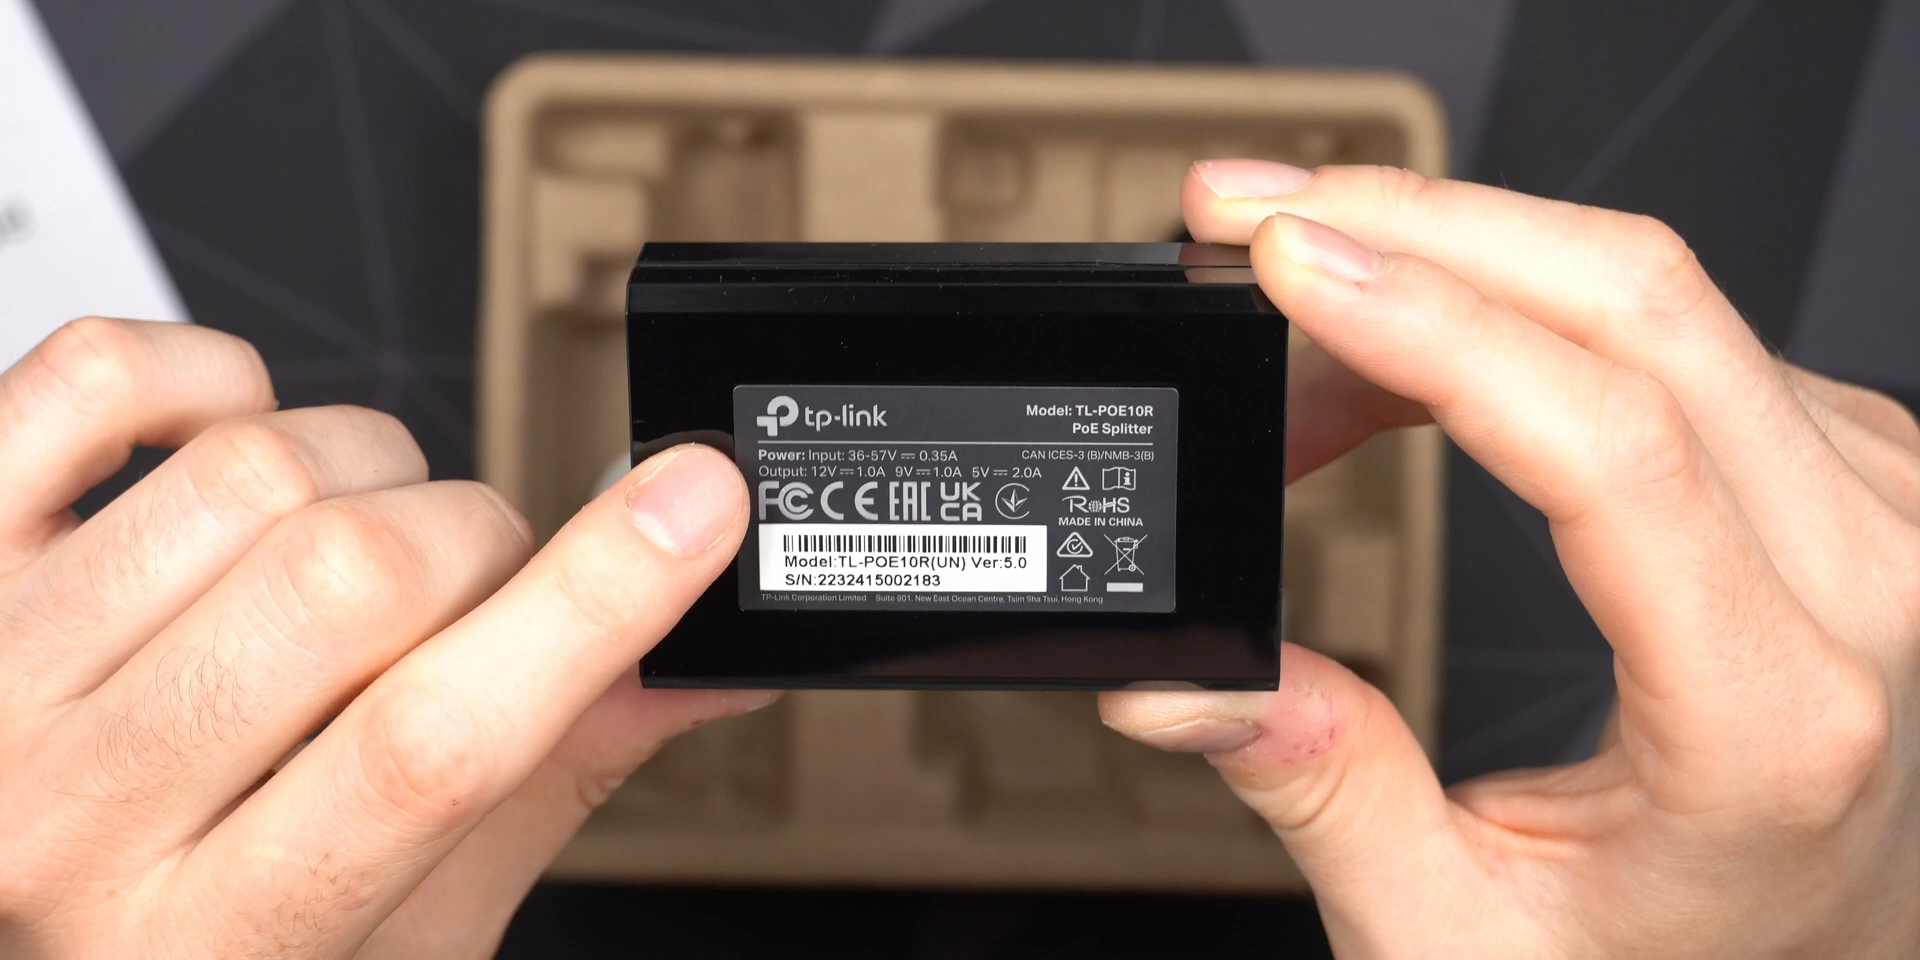 tp-link
Model: TL-POE10R
PoE Splitter
Power: Input: 36-57V ⎓ 0.35A
CAN ICES-3 (B)/NMB-3(B)
Output: 12V⎓1.0A 9V⎓1.0A 5V⎓2.0A
FC CE EAC UK CA
RoHS
MADE IN CHINA
Model:TL-POE10R(UN) Ver:5.0
S/N:2232415002183
TP-Link Corporation Limited Suite 901, New East Ocean Centre, Tsim Sha Tsui, Hong Kong